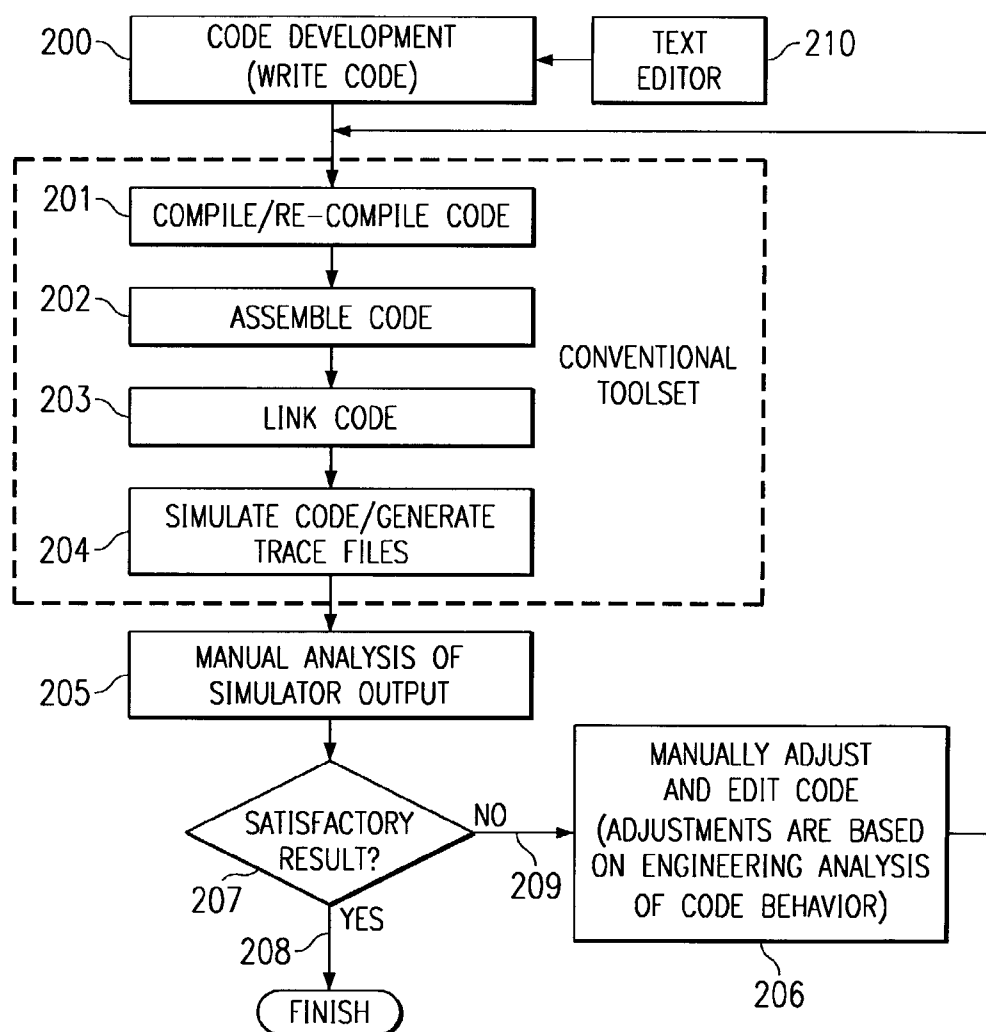 200
CODE DEVELOPMENT
(WRITE CODE)
TEXT
EDITOR
210
201
COMPILE/RE-COMPILE CODE
202
ASSEMBLE CODE
CONVENTIONAL
TOOLSET
203
LINK CODE
204
SIMULATE CODE/GENERATE
TRACE FILES
205
MANUAL ANALYSIS OF
SIMULATOR OUTPUT
SATISFACTORY
RESULT?
207
NO
209
YES
208
FINISH
MANUALLY ADJUST
AND EDIT CODE
(ADJUSTMENTS ARE BASED
ON ENGINEERING ANALYSIS
OF CODE BEHAVIOR)
206